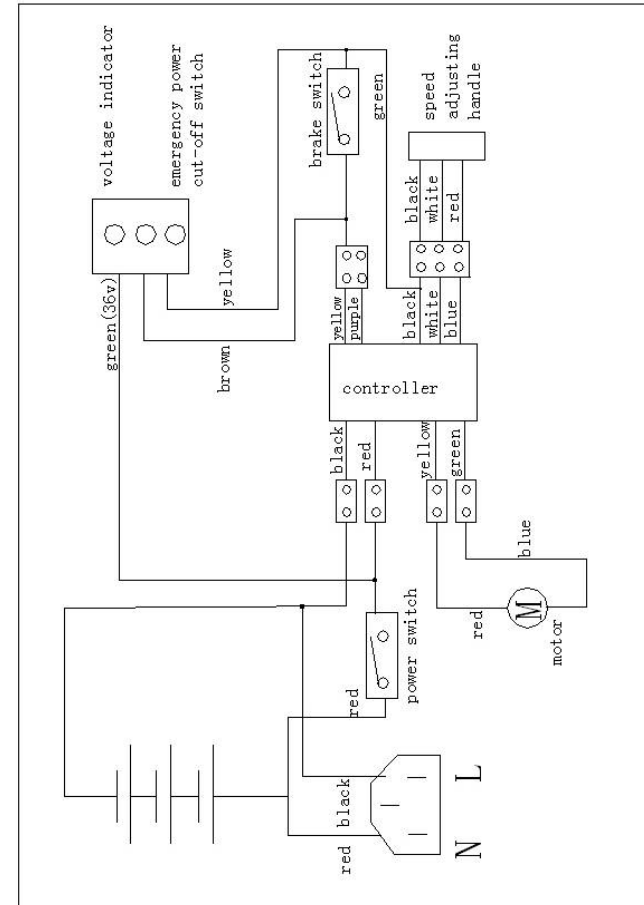 voltage indicator
emergency power
cut-off switch
green(36v)
yellow
brown
brake switch
green
speed
adjusting
handle
black
white
red
yellow
purple
black
white
blue
controller
black
red
yellow
green
blue
red
M
motor
power switch
red
black
red
L
N